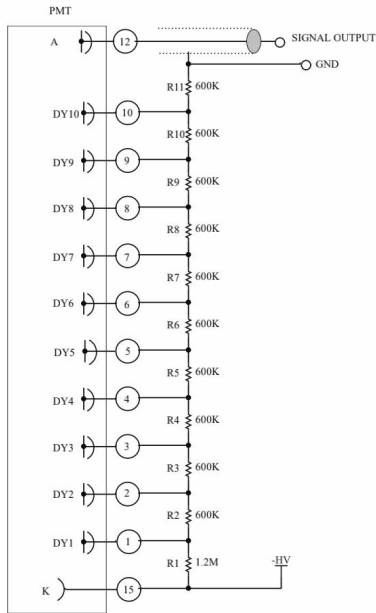 PMT
A 12 SIGNAL OUTPUT
GND
R11 600K
DY10 10
R10 600K
DY9 9
R9 600K
DY8 8
R8 600K
DY7 7
R7 600K
DY6 6
R6 600K
DY5 5
R5 600K
DY4 4
R4 600K
DY3 3
R3 600K
DY2 2
R2 600K
DY1 1
R1 1.2M -HV
K 15